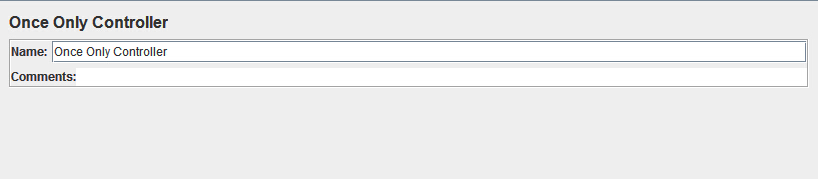 Once Only Controller
Name: Once Only Controller
Comments: